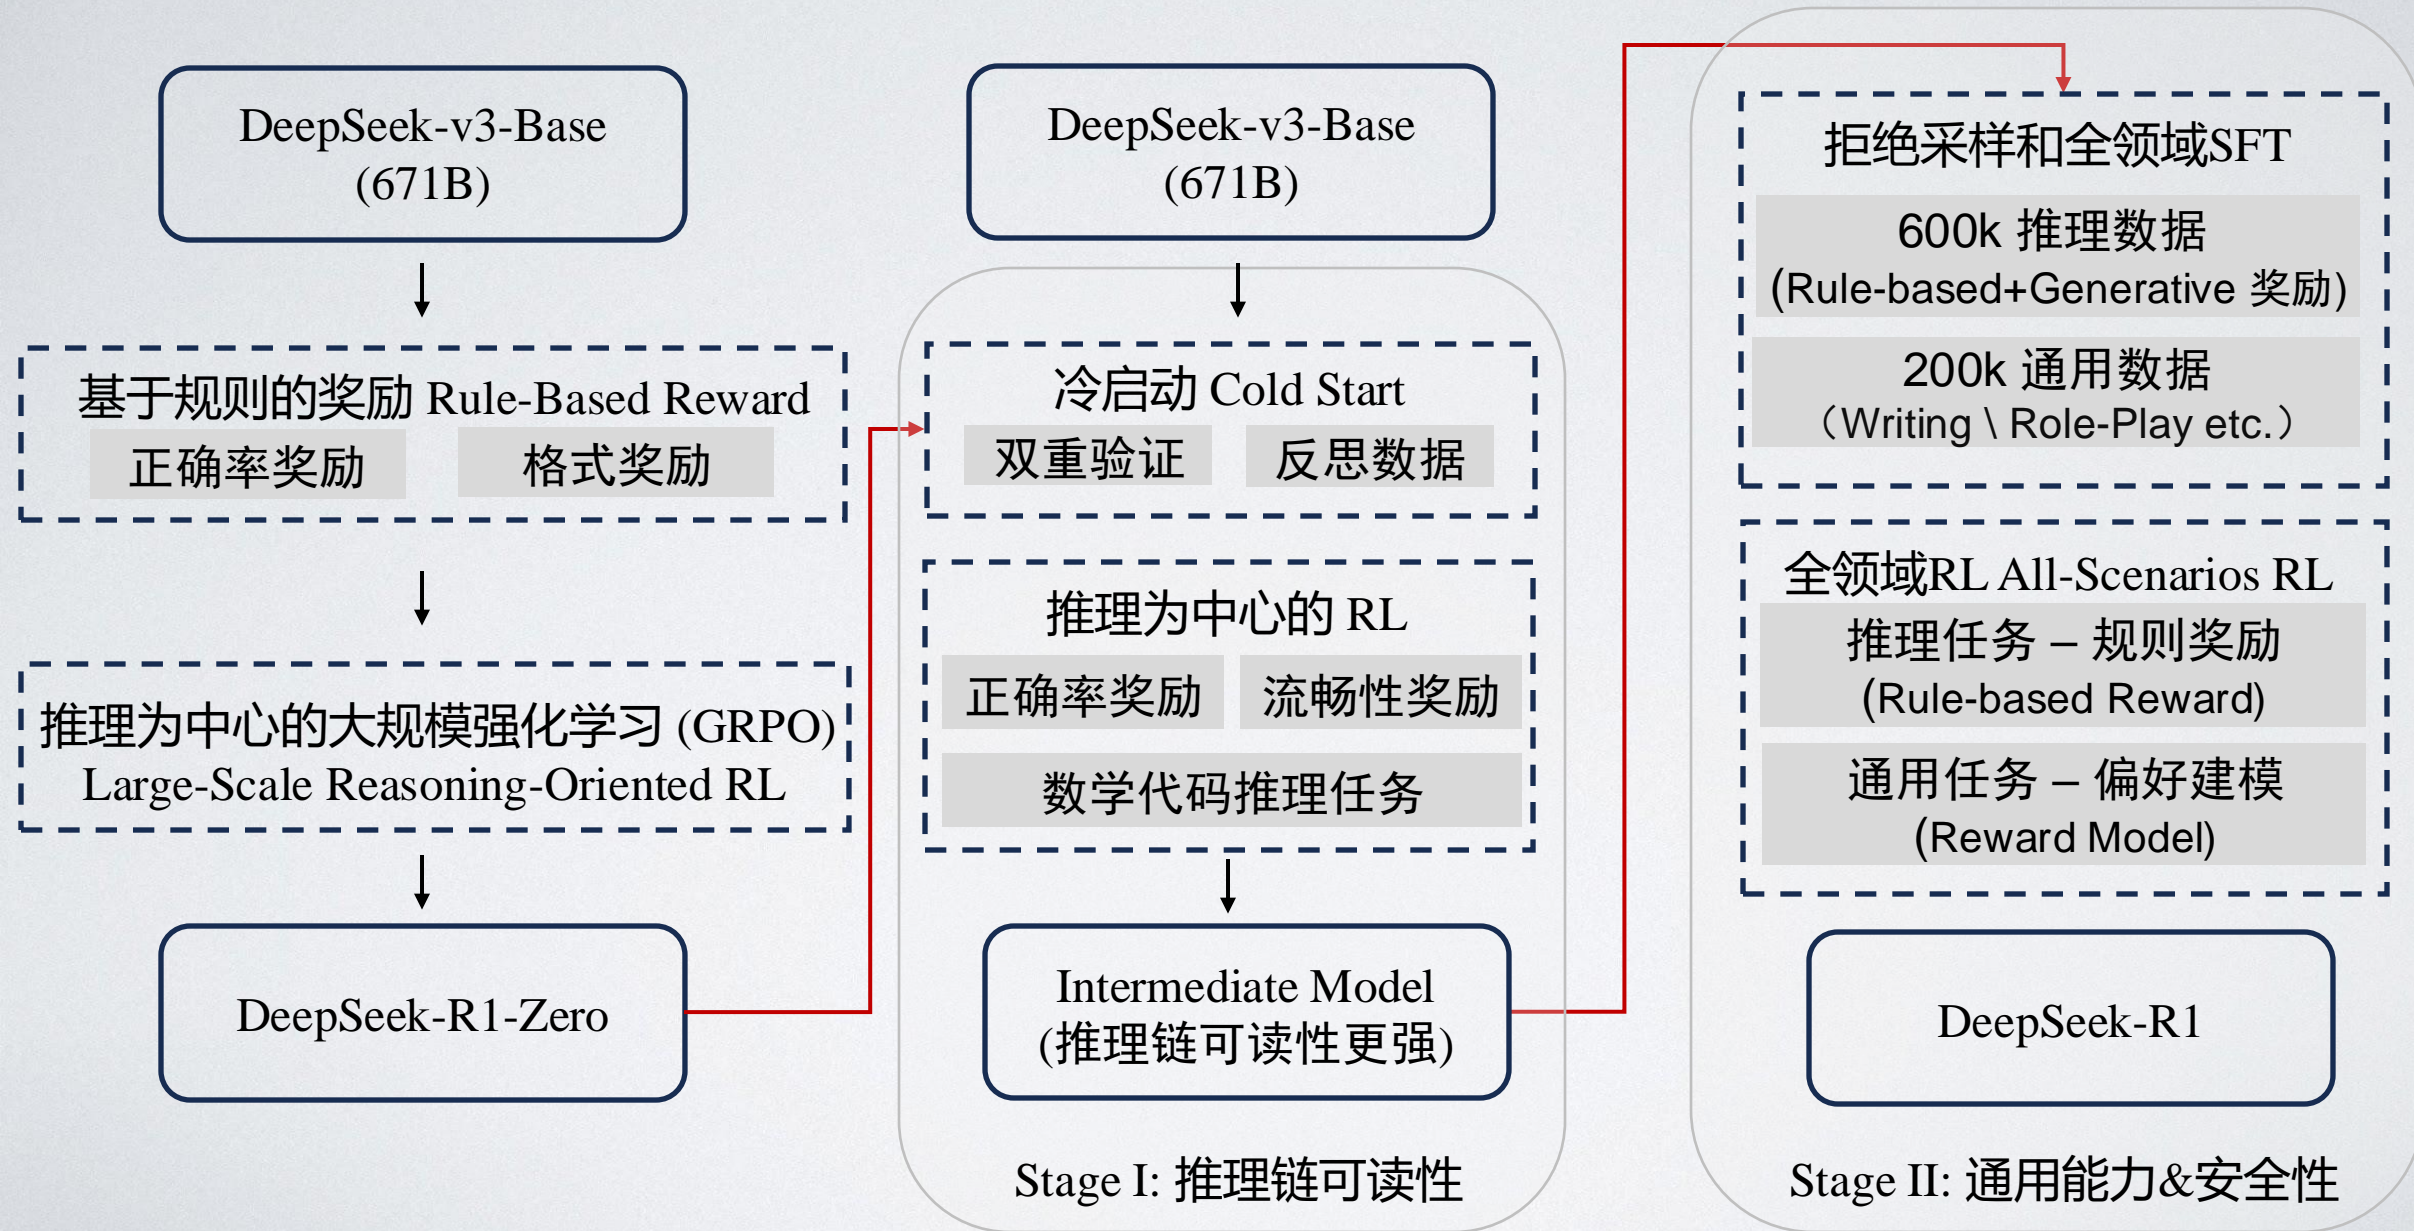 DeepSeek-v3-Base
(671B)
基于规则的奖励 Rule-Based Reward
正确率奖励
格式奖励
推理为中心的大规模强化学习 (GRPO)
Large-Scale Reasoning-Oriented RL
DeepSeek-R1-Zero
DeepSeek-v3-Base
(671B)
冷启动 Cold Start
双重验证
反思数据
推理为中心的 RL
正确率奖励
流畅性奖励
数学代码推理任务
Intermediate Model
(推理链可读性更强)
Stage I: 推理链可读性
拒绝采样和全领域SFT
600k 推理数据
(Rule-based+Generative 奖励)
200k 通用数据
（Writing \ Role-Play etc.）
全领域RL All-Scenarios RL
推理任务 – 规则奖励
(Rule-based Reward)
通用任务 – 偏好建模
(Reward Model)
DeepSeek-R1
Stage II: 通用能力&安全性